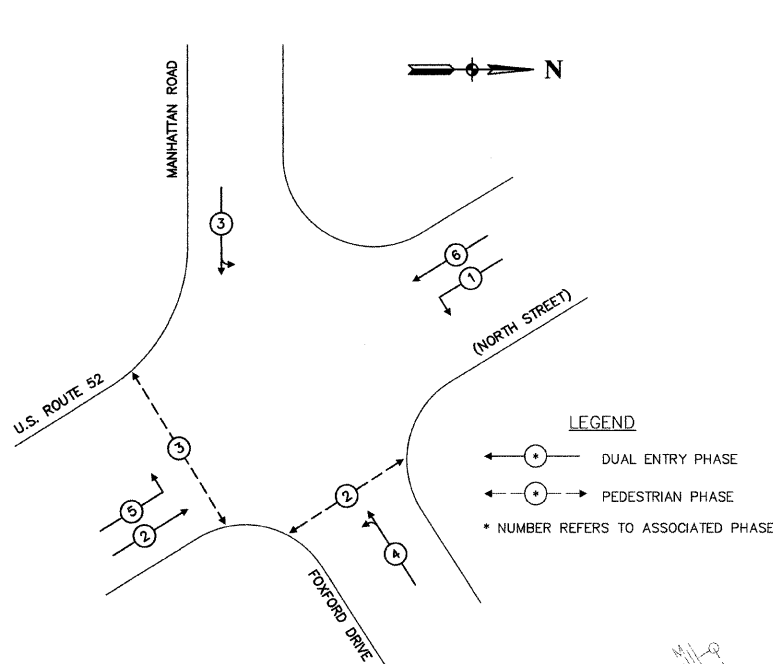 MANHATTAN ROAD
N
3
6
1
(NORTH STREET)
U.S. ROUTE 52
LEGEND
* DUAL ENTRY PHASE
* PEDESTRIAN PHASE
* NUMBER REFERS TO ASSOCIATED PHASE
3
5
2
2
4
FOXFORD DRIVE